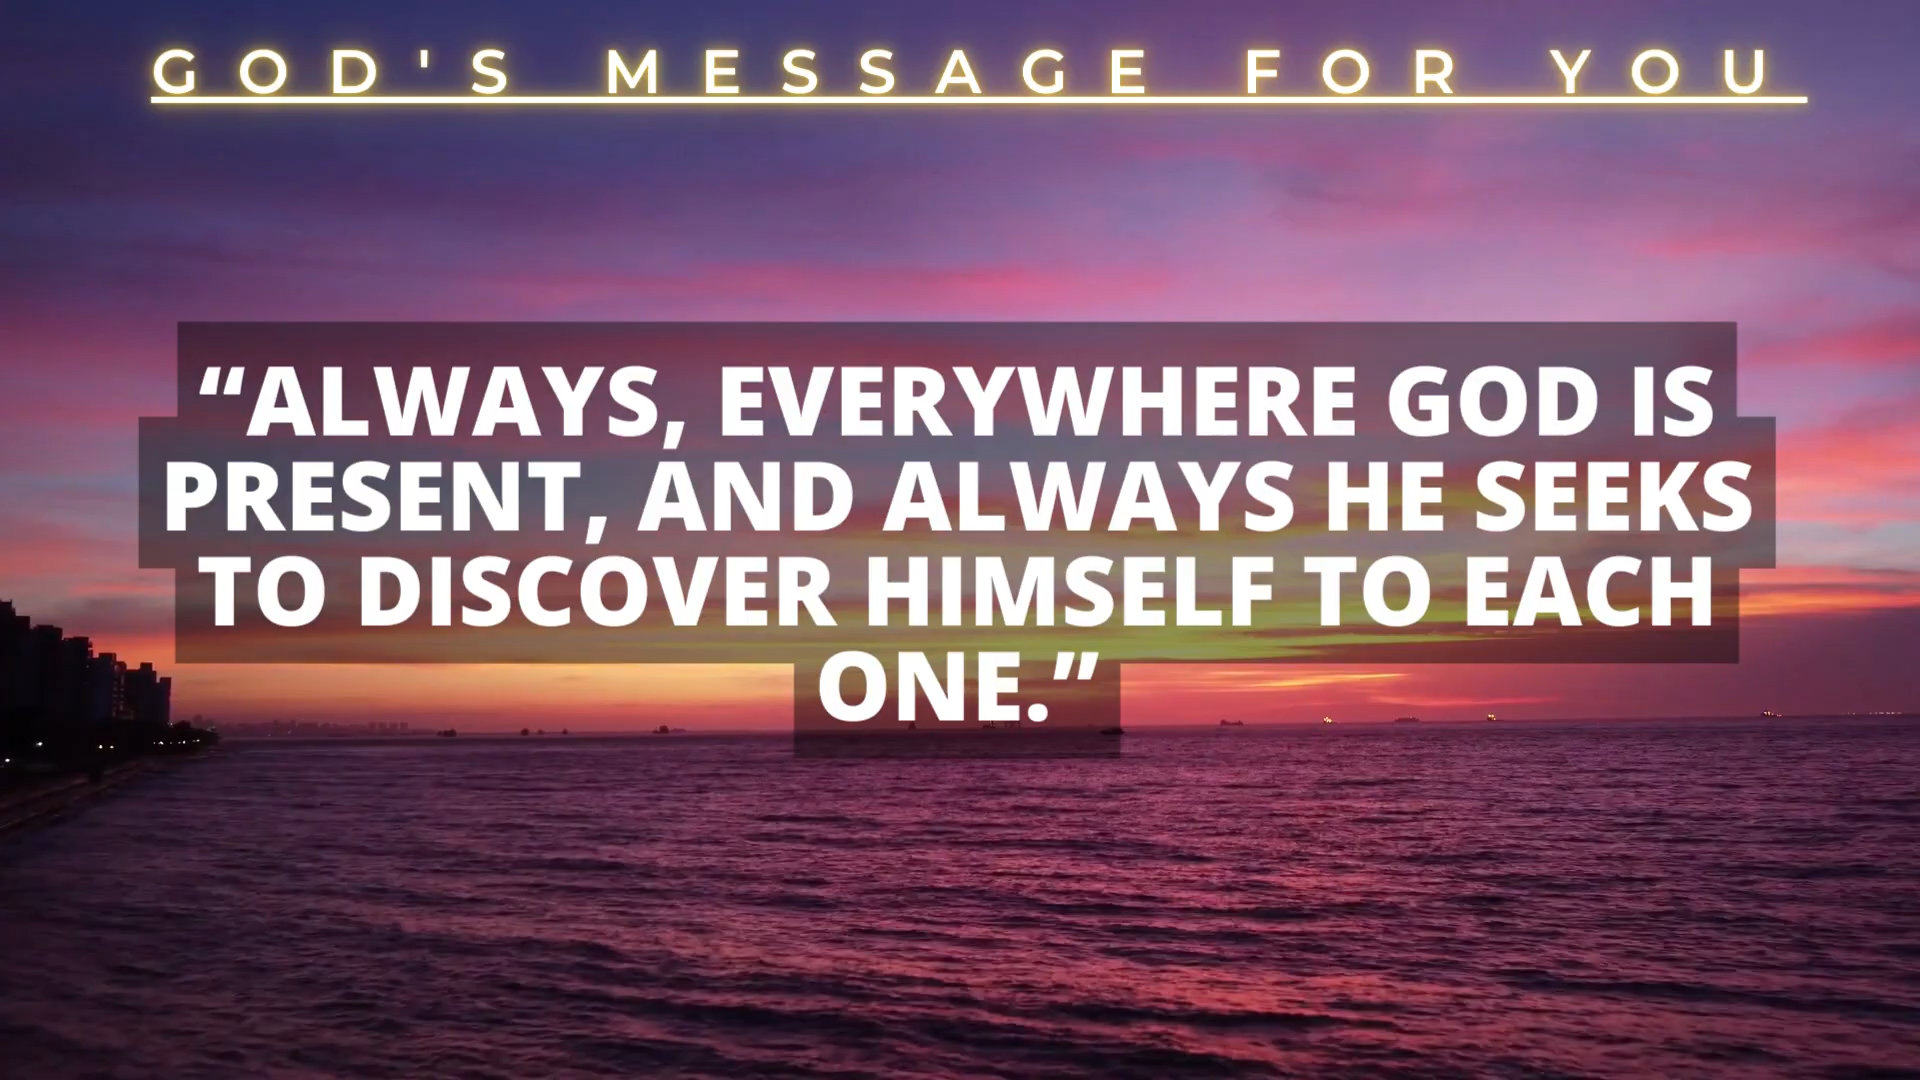 GOD'S MESSAGE FOR YOU
“ALWAYS, EVERYWHERE GOD IS
PRESENT, AND ALWAYS HE SEEKS
TO DISCOVER HIMSELF TO EACH
ONE.”